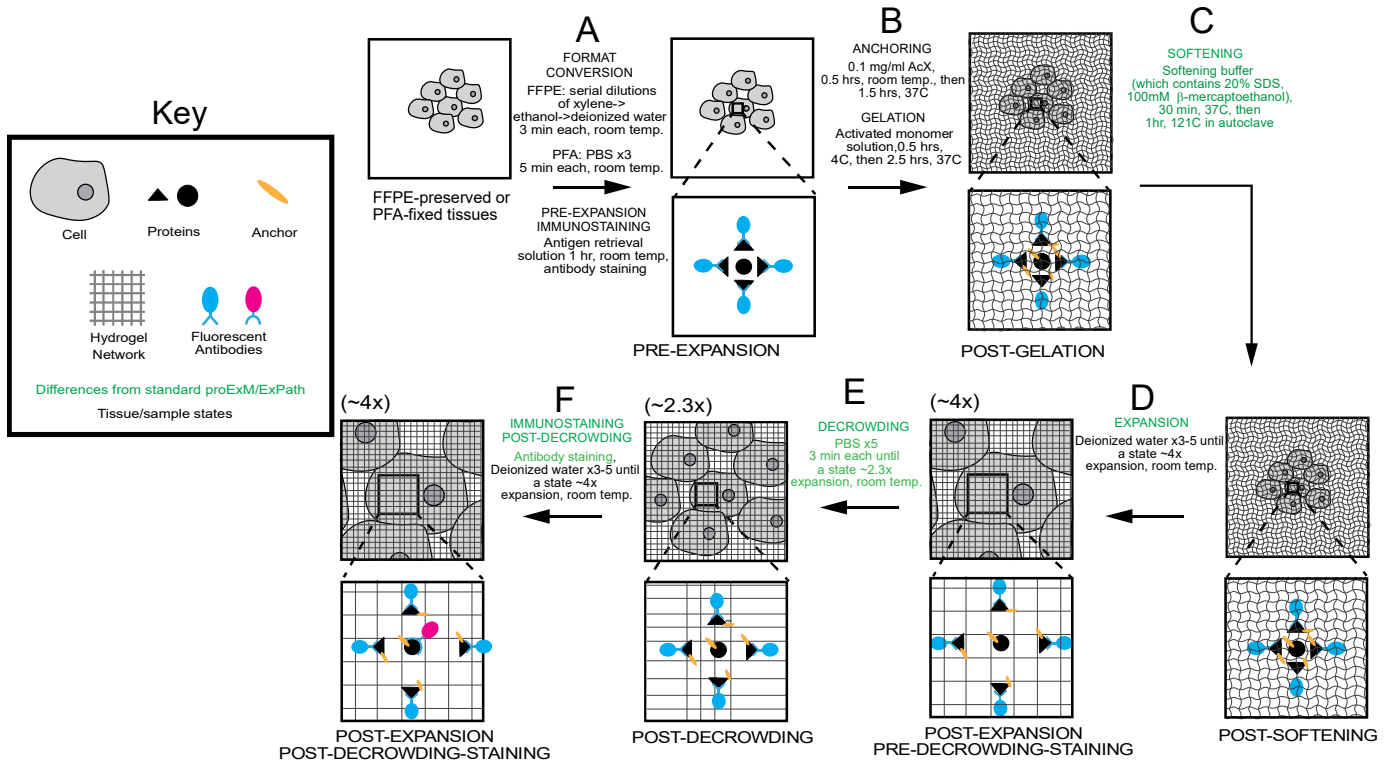 Key
Cell
Proteins
Anchor
Hydrogel
Network
Fluorescent
Antibodies
Differences from standard proExM/ExPath
Tissue/sample states
FFPE-preserved or
PFA-fixed tissues
A
FORMAT
CONVERSION
FFPE: serial dilutions
of xylene->
ethanol->deionized water
3 min each, room temp.
PFA: PBS x3
5 min each, room temp.
PRE-EXPANSION
IMMUNOSTAINING
Antigen retrieval
solution 1 hr, room temp,
antibody staining
PRE-EXPANSION
B
ANCHORING
0.1 mg/ml AcX,
0.5 hrs, room temp., then
1.5 hrs, 37C
GELATION
Activated monomer
solution,0.5 hrs,
4C, then 2.5 hrs, 37C
POST-GELATION
C
SOFTENING
Softening buffer
(which contains 20% SDS,
100mM β-mercaptoethanol),
30 min, 37C, then
1hr, 121C in autoclave
POST-SOFTENING
D
EXPANSION
Deionized water x3-5 until
a state ~4x
expansion, room temp.
(~4x)
POST-EXPANSION
PRE-DECROWDING-STAINING
E
DECROWDING
PBS x5
3 min each until
a state ~2.3x
expansion, room temp.
(~2.3x)
POST-DECROWDING
F
IMMUNOSTAINING
POST-DECROWDING
Antibody staining,
Deionized water x3-5 until
a state ~4x
expansion, room temp.
(~4x)
POST-EXPANSION
POST-DECROWDING-STAINING